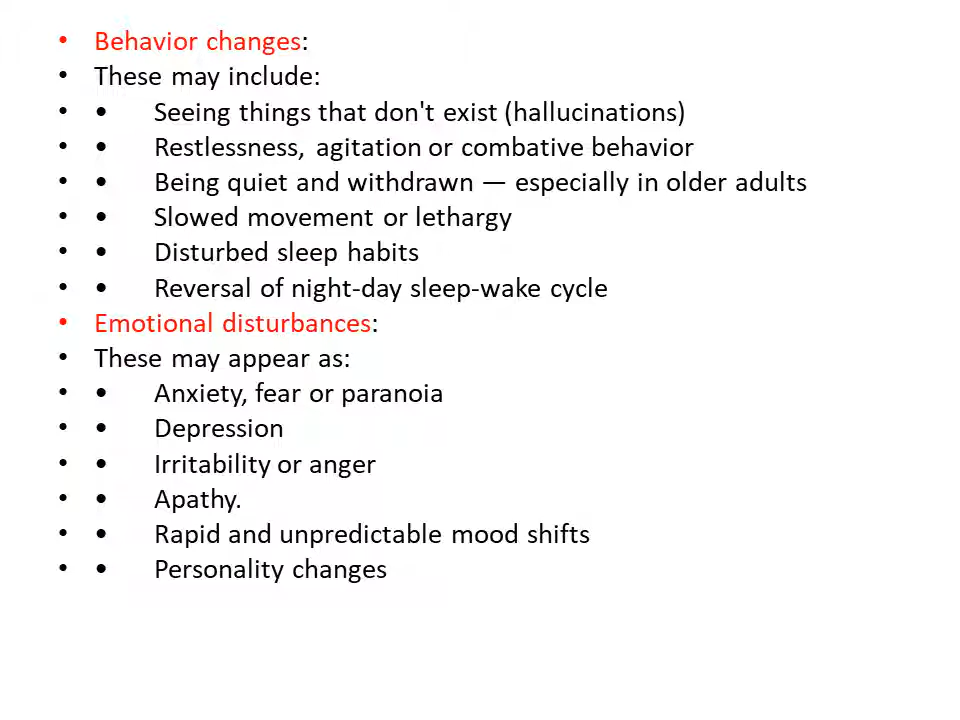 • Behavior changes:
• These may include:
• • Seeing things that don't exist (hallucinations)
• • Restlessness, agitation or combative behavior
• • Being quiet and withdrawn — especially in older adults
• • Slowed movement or lethargy
• • Disturbed sleep habits
• • Reversal of night-day sleep-wake cycle
• Emotional disturbances:
• These may appear as:
• • Anxiety, fear or paranoia
• • Depression
• • Irritability or anger
• • Apathy.
• • Rapid and unpredictable mood shifts
• • Personality changes